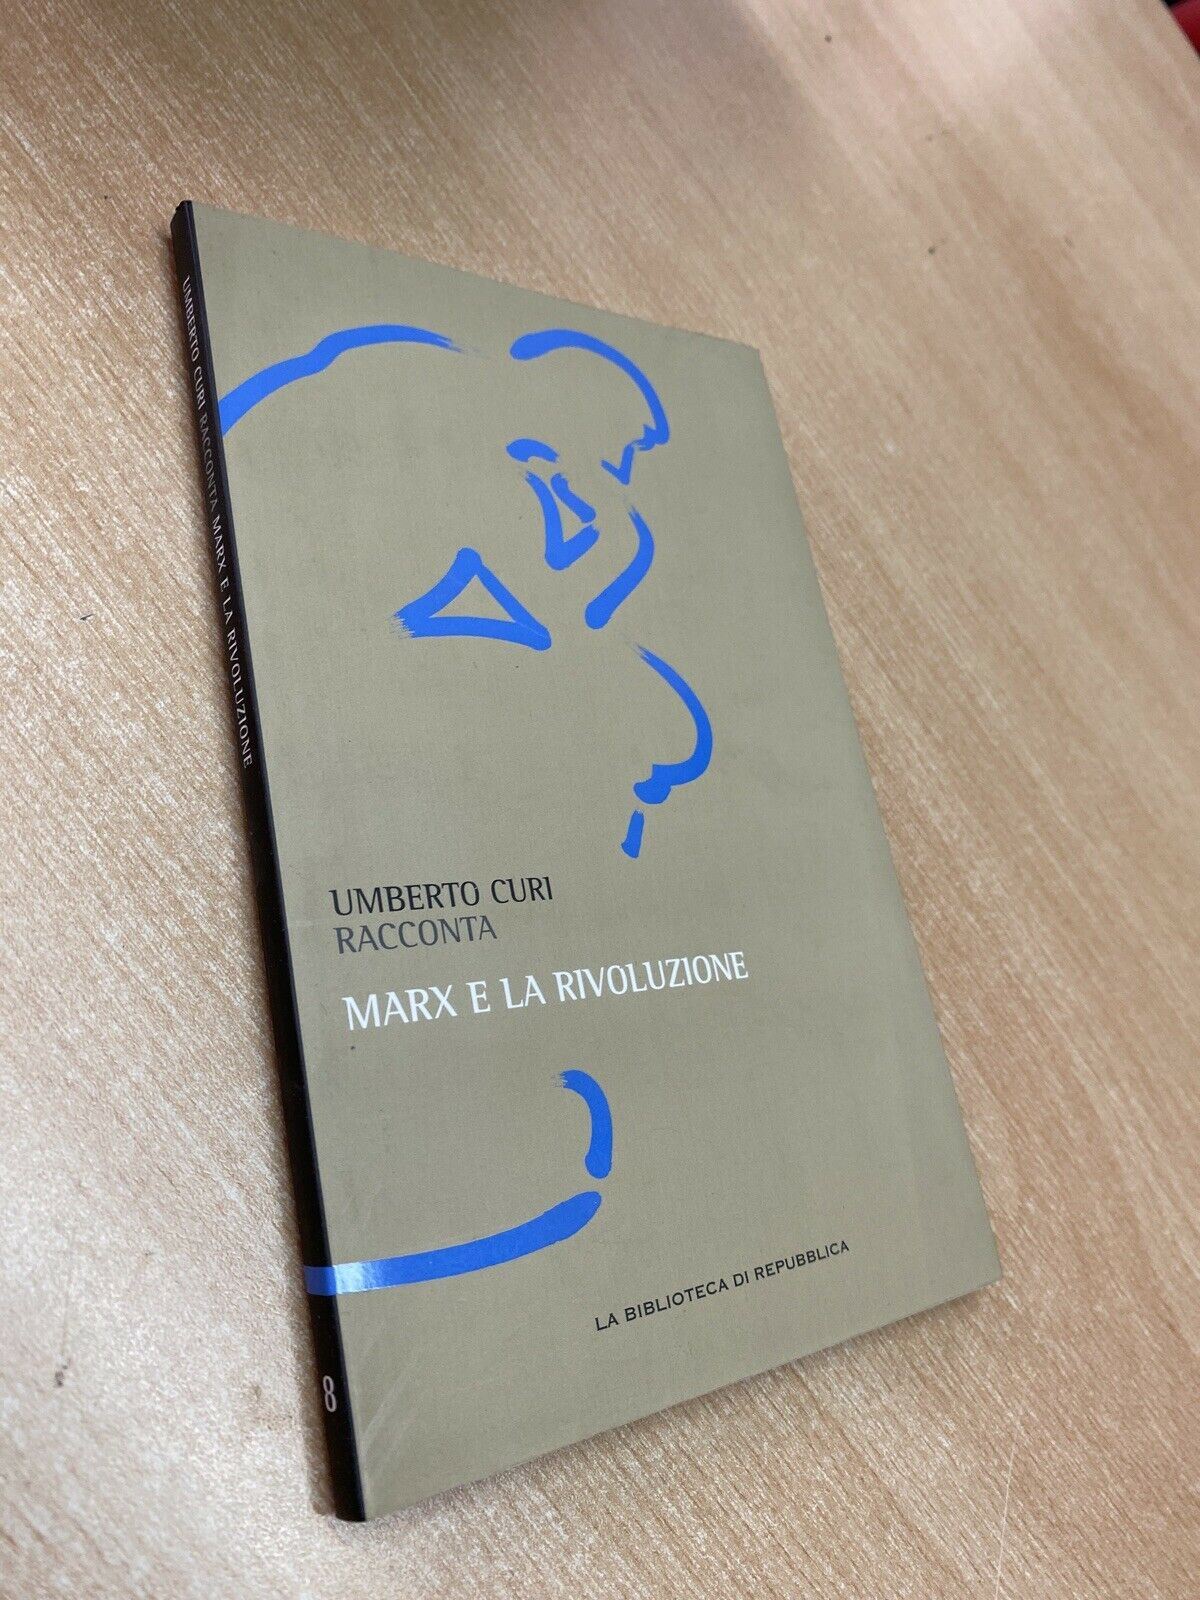 UMBERTO CURI RACCONTA MARX E LA RIVOLUZIONE
8
UMBERTO CURI
RACCONTA
MARX E LA RIVOLUZIONE
LA BIBLIOTECA DI REPUBBLICA